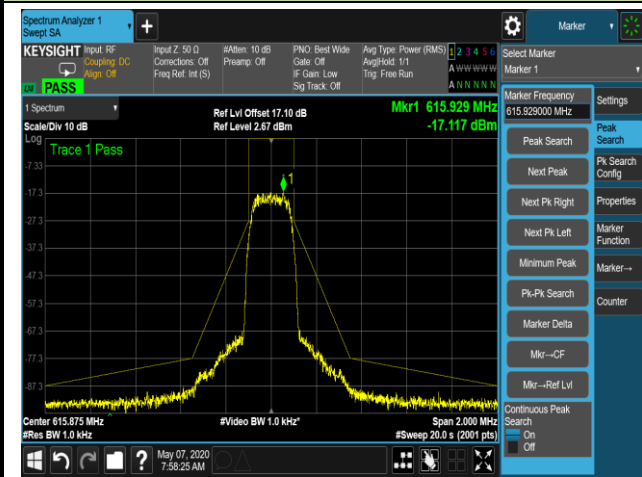 Spectrum Analyzer 1
Swept SA
Marker
KEYSIGHT
Input: RF
Coupling: DC
Align: Off
Input Z: 50 Ω
Corrections: Off
Freq Ref: Int (S)
#Atten: 10 dB
Preamp: Off
PNO: Best Wide
Gate: Off
IF Gain: Low
Sig Track: Off
Avg Type: Power (RMS)
Avg|Hold: 1/1
Trig: Free Run
1 2 3 4 5 6
A W W W W W
A N N N N N
LXI
PASS
Select Marker
Marker 1
1 Spectrum
Scale/Div 10 dB
Ref Lvl Offset 17.10 dB
Ref Level 2.67 dBm
Mkr1 615.929 MHz
-17.117 dBm
Log
Trace 1 Pass
1
-7.33
-17.3
-27.3
-37.3
-47.3
-57.3
-67.3
-77.3
-87.3
Center 615.875 MHz
#Res BW 1.0 kHz
#Video BW 1.0 kHz*
Span 2.000 MHz
#Sweep 20.0 s (2001 pts)
Marker Frequency
615.929000 MHz
Peak Search
Next Peak
Next Pk Right
Next Pk Left
Minimum Peak
Pk-Pk Search
Marker Delta
Mkr→CF
Mkr→Ref Lvl
Continuous Peak
Search
On
Off
Settings
Peak
Search
Pk Search
Config
Properties
Marker
Function
Marker→
Counter
?
May 07, 2020
7:58:25 AM